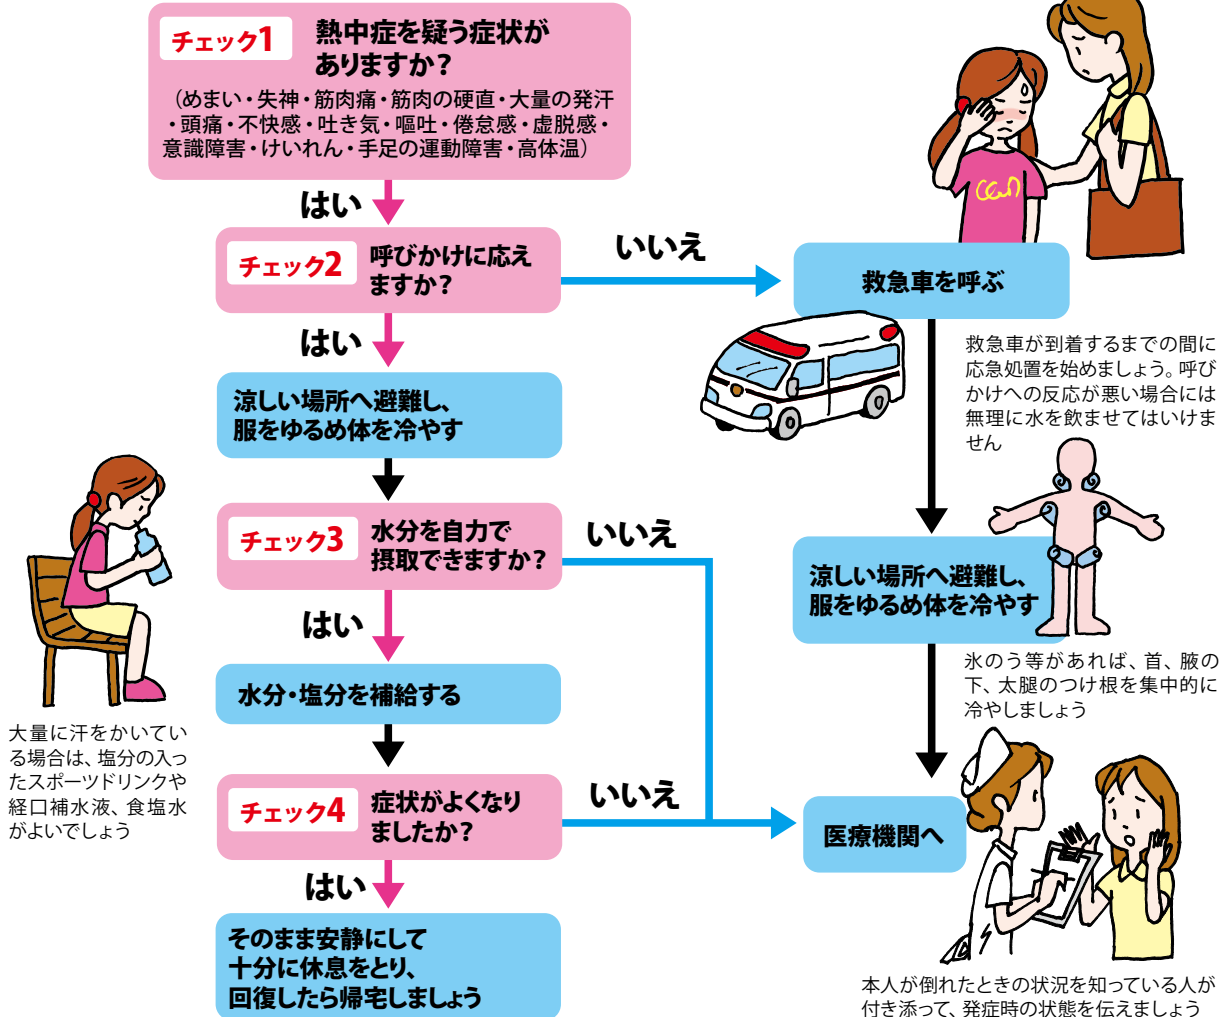 チェック1
熱中症を疑う症状が
ありますか？
（めまい・失神・筋肉痛・筋肉の硬直・大量の発汗
・頭痛・不快感・吐き気・嘔吐・倦怠感・虚脱感・
意識障害・けいれん・手足の運動障害・高体温）
はい
チェック2
呼びかけに応え
ますか？
いいえ
救急車を呼ぶ
救急車が到着するまでの間に
応急処置を始めましょう。呼び
かけへの反応が悪い場合には
無理に水を飲ませてはいけま
せん
はい
涼しい場所へ避難し、
服をゆるめ体を冷やす
チェック3
水分を自力で
摂取できますか？
いいえ
涼しい場所へ避難し、
服をゆるめ体を冷やす
氷のう等があれば、首、腋の
下、太腿のつけ根を集中的に
冷やしましょう
はい
水分・塩分を補給する
大量に汗をかいてい
る場合は、塩分の入っ
たスポーツドリンクや
経口補水液、食塩水
がよいでしょう
チェック4
症状がよくなり
ましたか？
いいえ
医療機関へ
本人が倒れたときの状況を知っている人が
付き添って、発症時の状態を伝えましょう
はい
そのまま安静にして
十分に休息をとり、
回復したら帰宅しましょう